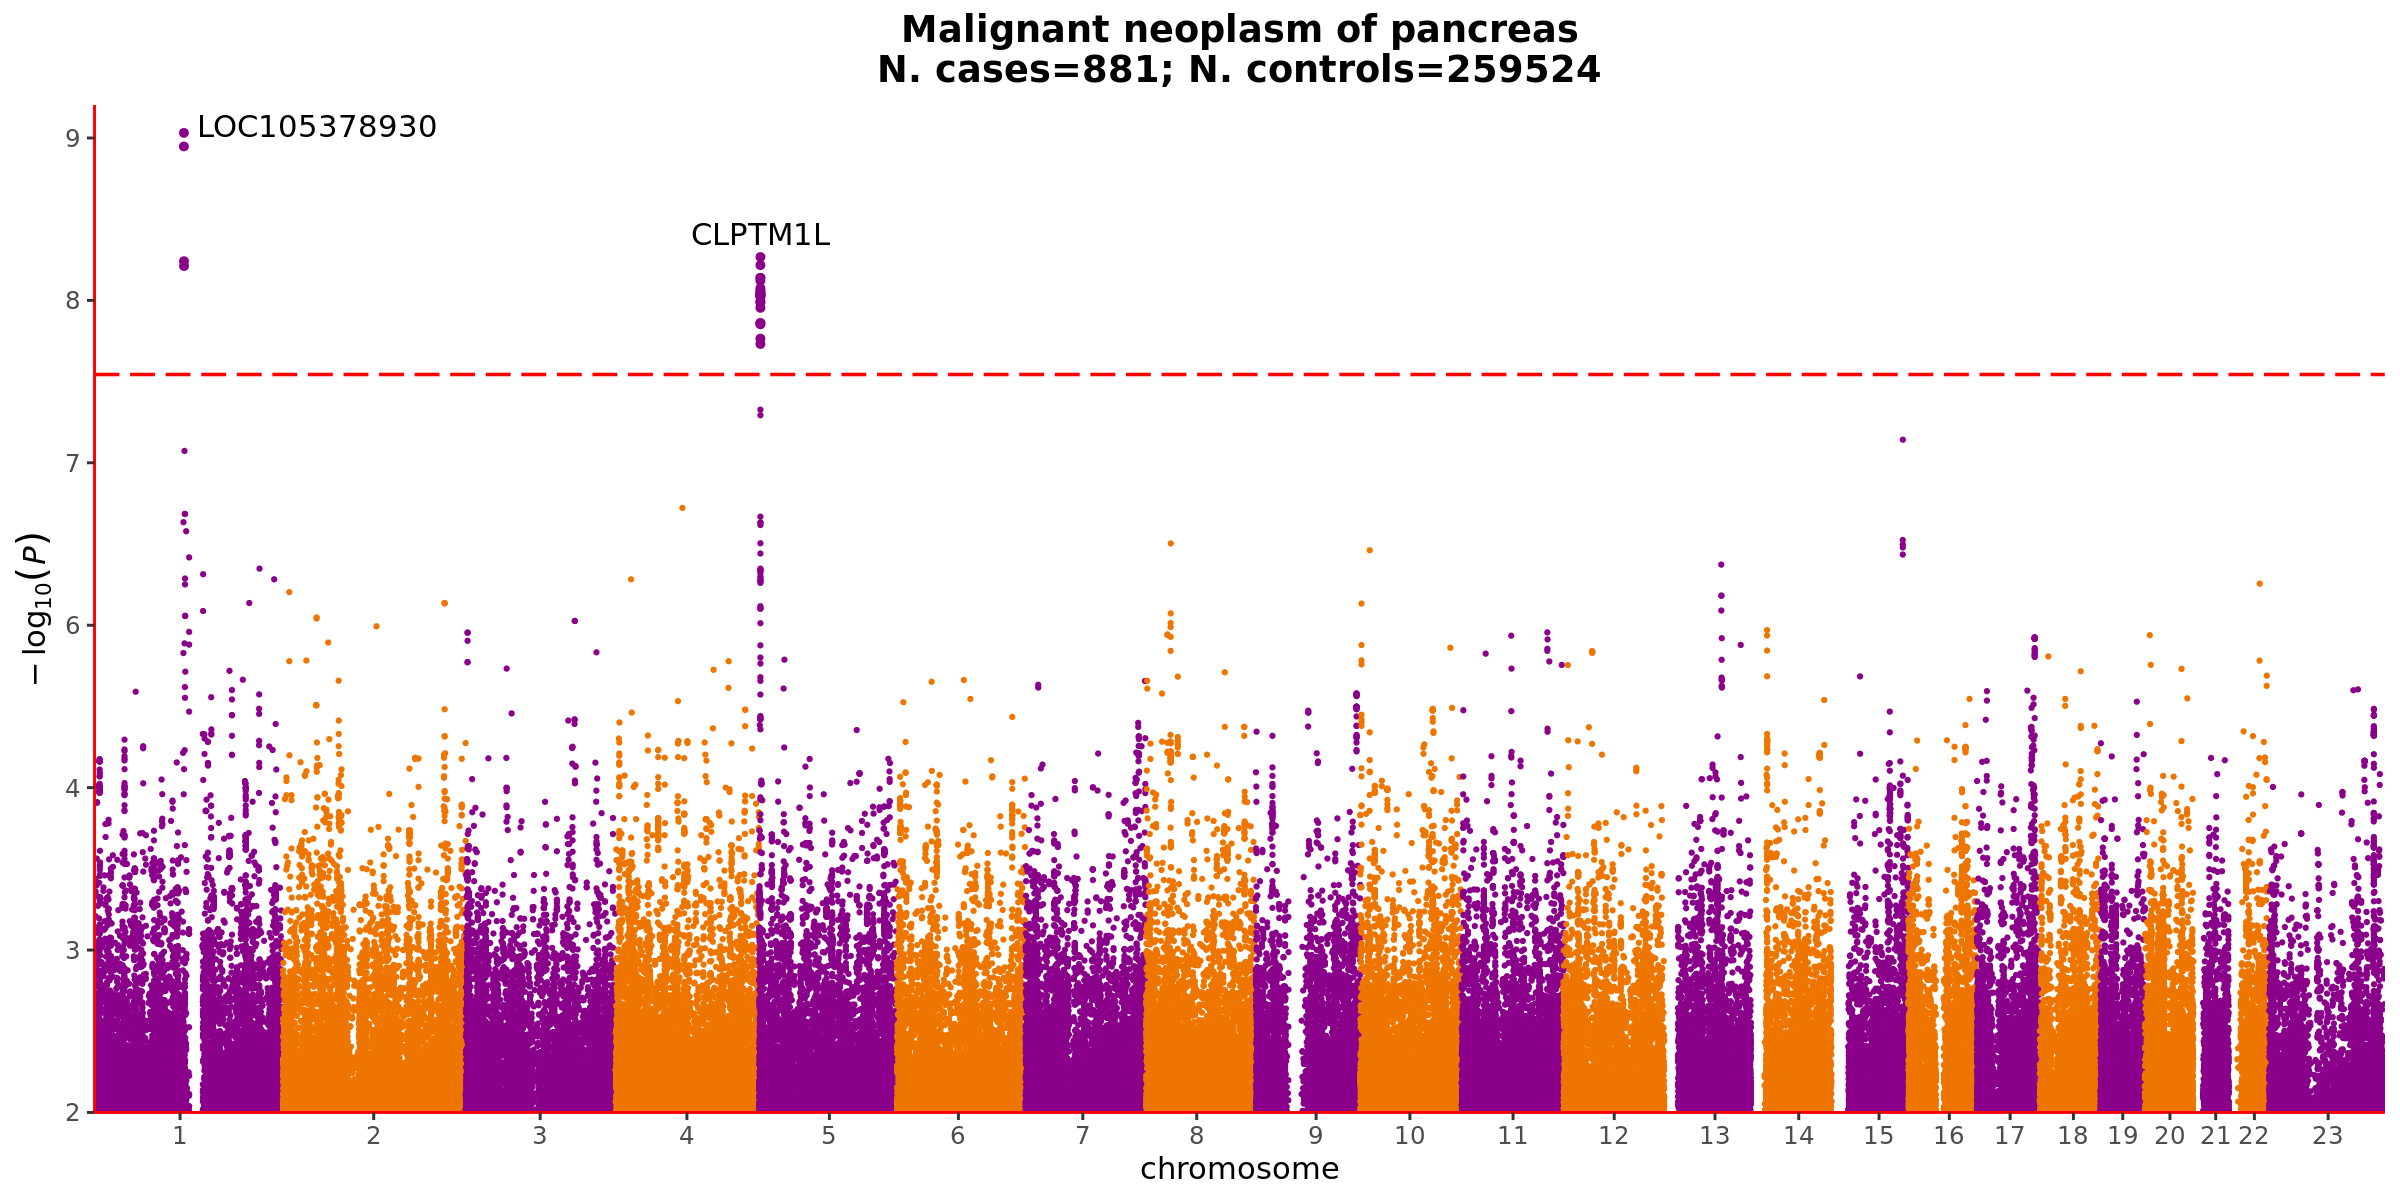 Malignant neoplasm of pancreas
N. cases=881; N. controls=259524
LOC105378930
CLPTM1L
9
8
7
6
4
3
2
−log₁₀(P)
1 2 3 4 5 6 7 8 9 10 11 12 13 14 15 16 17 18 19 20 21 22 23
chromosome